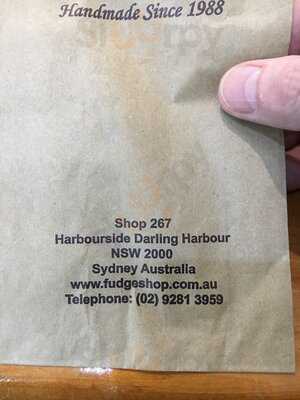 Handmade Since 1988
Shop 267
Harbourside Darling Harbour
NSW 2000
Sydney Australia
www.fudgeshop.com.au
Telephone: (02) 9281 3959